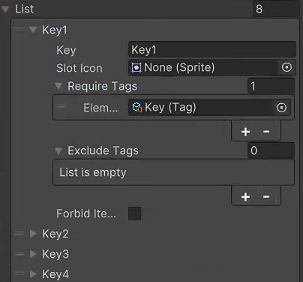 List 8
Key1
Key Key1
Slot Icon None (Sprite)
Require Tags 1
Elem... Key (Tag)
+ -
Exclude Tags 0
List is empty
+ -
Forbid Ite...
Key2
Key3
Key4